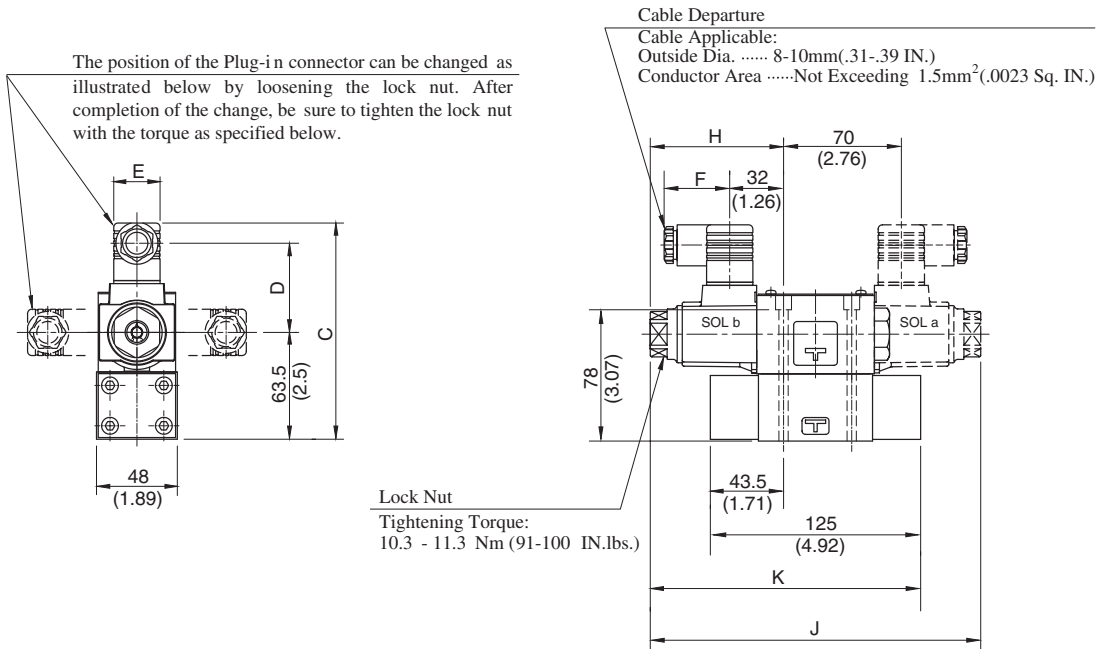 Cable Departure
Cable Applicable:
Outside Dia. ······ 8-10mm(.31-.39 IN.)
Conductor Area ······Not Exceeding 1.5mm²(.0023 Sq. IN.)
The position of the Plug-in connector can be changed as
illustrated below by loosening the lock nut. After
completion of the change, be sure to tighten the lock nut
with the torque as specified below.
H
70
(2.76)
E
F
32
(1.26)
D
C
63.5
(2.5)
SOL b
SOL a
78
(3.07)
48
(1.89)
43.5
(1.71)
Lock Nut
Tightening Torque:
10.3 - 11.3 Nm (91-100 IN.lbs.)
125
(4.92)
K
J